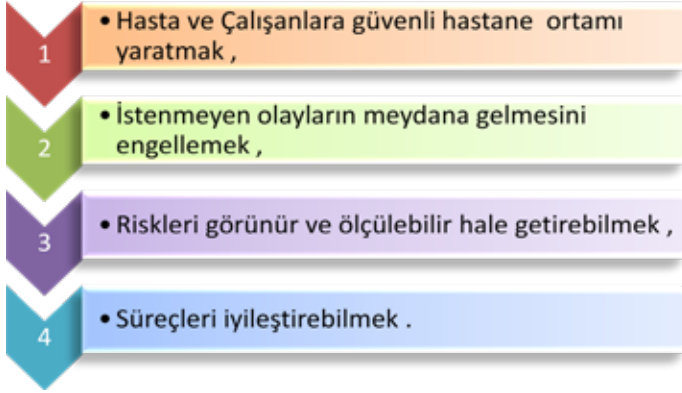 1
• Hasta ve Çalışanlara güvenli hastane ortamı
yaratmak ,
2
• İstenmeyen olayların meydana gelmesini
engellemek ,
3
• Riskleri görünür ve ölçülebilir hale getirebilmek ,
4
• Süreçleri iyileştirebilmek .